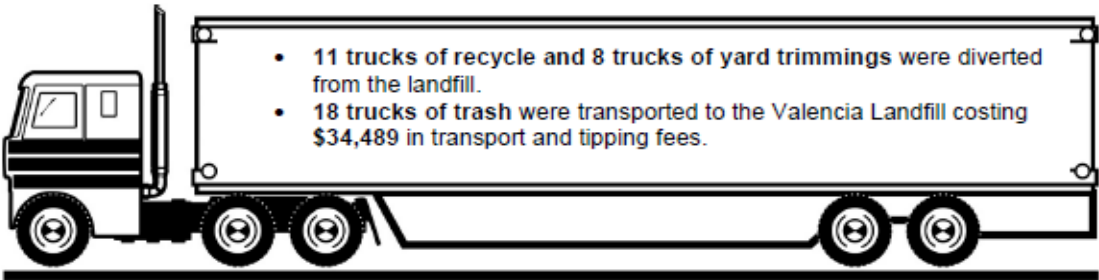 • 11 trucks of recycle and 8 trucks of yard trimmings were diverted
from the landfill.
• 18 trucks of trash were transported to the Valencia Landfill costing
$34,489 in transport and tipping fees.